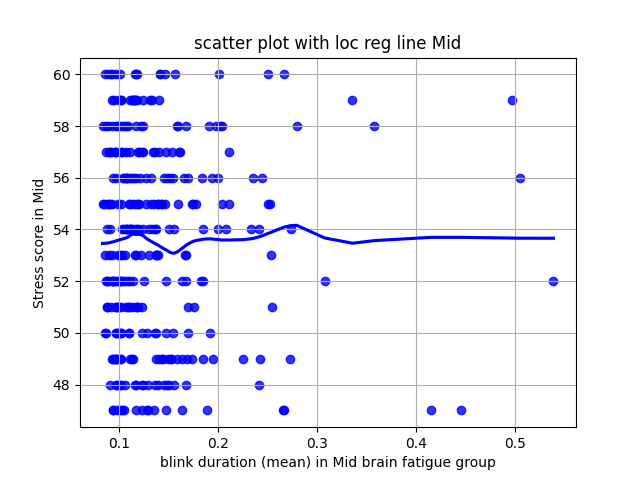 scatter plot with loc reg line Mid
60
58
56
54
52
50
48
Stress score in Mid
0.1 0.2 0.3 0.4 0.5
blink duration (mean) in Mid brain fatigue group